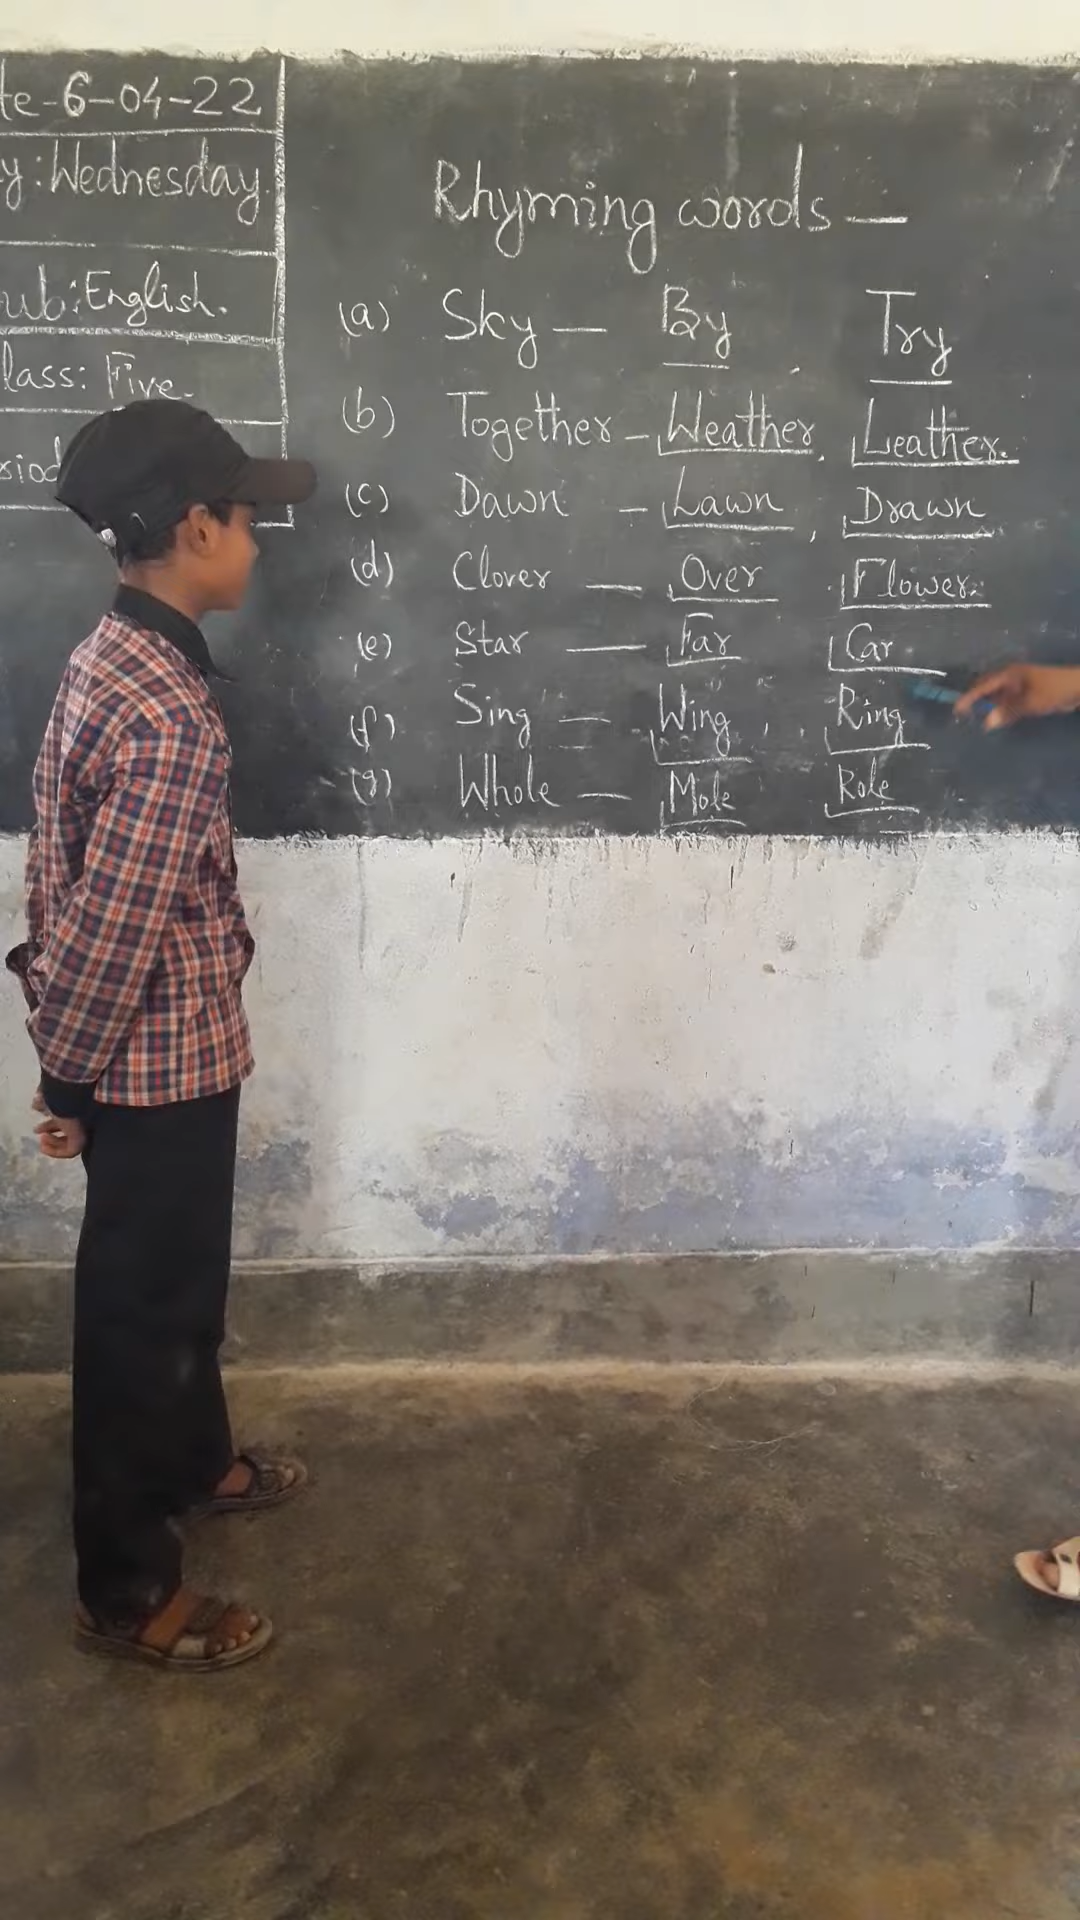 te-6-04-22
y:Wednesday.
ub:English.
lass: Five.
riod
Rhyming words —
(a) Sky — By, Try
(b) Together - Weather, Leather.
(c) Dawn - Lawn, Drawn
(d) Clover — Over, Flower.
(e) Star — Far, Car
(f) Sing — Wing, Ring
(g) Whole — Mole, Role